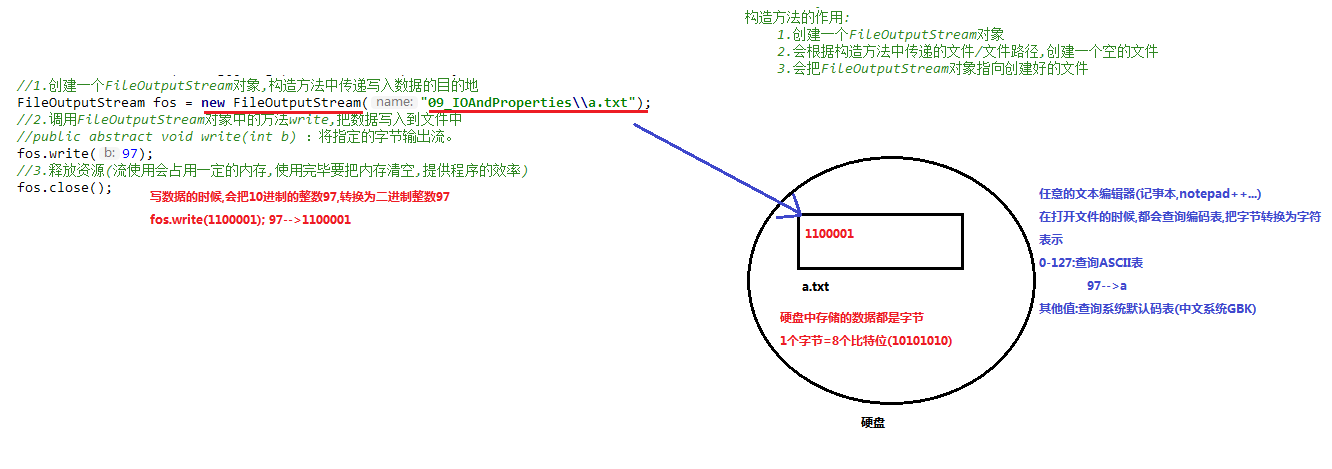 构造方法的作用:
1.创建一个FileOutputStream对象
2.会根据构造方法中传递的文件/文件路径,创建一个空的文件
3.会把FileOutputStream对象指向创建好的文件
//1.创建一个FileOutputStream对象,构造方法中传递写入数据的目的地
FileOutputStream fos = new FileOutputStream( name: "09_IOAndProperties\\a.txt");
//2.调用FileOutputStream对象中的方法write,把数据写入到文件中
//public abstract void write(int b) : 将指定的字节输出流。
fos.write( b: 97);
//3.释放资源(流使用会占用一定的内存,使用完毕要把内存清空,提供程序的效率)
fos.close();
写数据的时候,会把10进制的整数97,转换为二进制整数97
fos.write(1100001); 97-->1100001
1100001
a.txt
硬盘中存储的数据都是字节
1个字节=8个比特位(10101010)
硬盘
任意的文本编辑器(记事本,notepad++...)
在打开文件的时候,都会查询编码表,把字节转换为字符
表示
0-127:查询ASCII表
97-->a
其他值:查询系统默认码表(中文系统GBK)